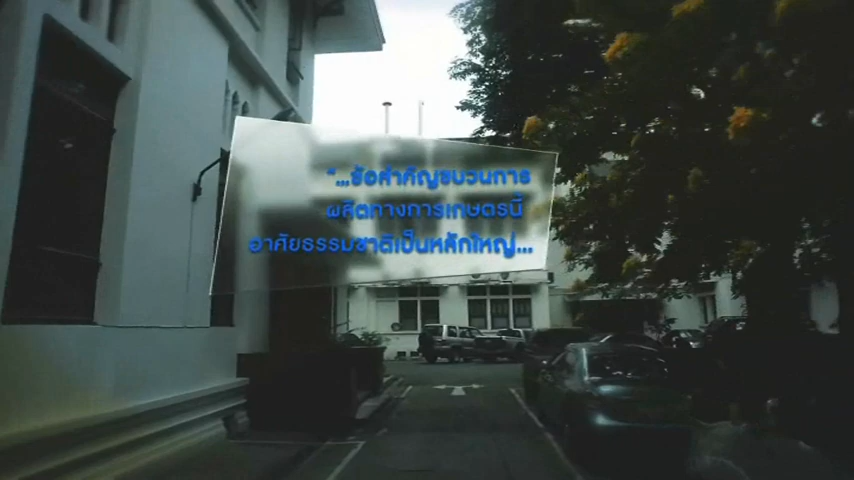 "...ข้อสำคัญขบวนการ
ผลิตทางการเกษตรนี้
อาศัยธรรมชาติเป็นหลักใหญ่...